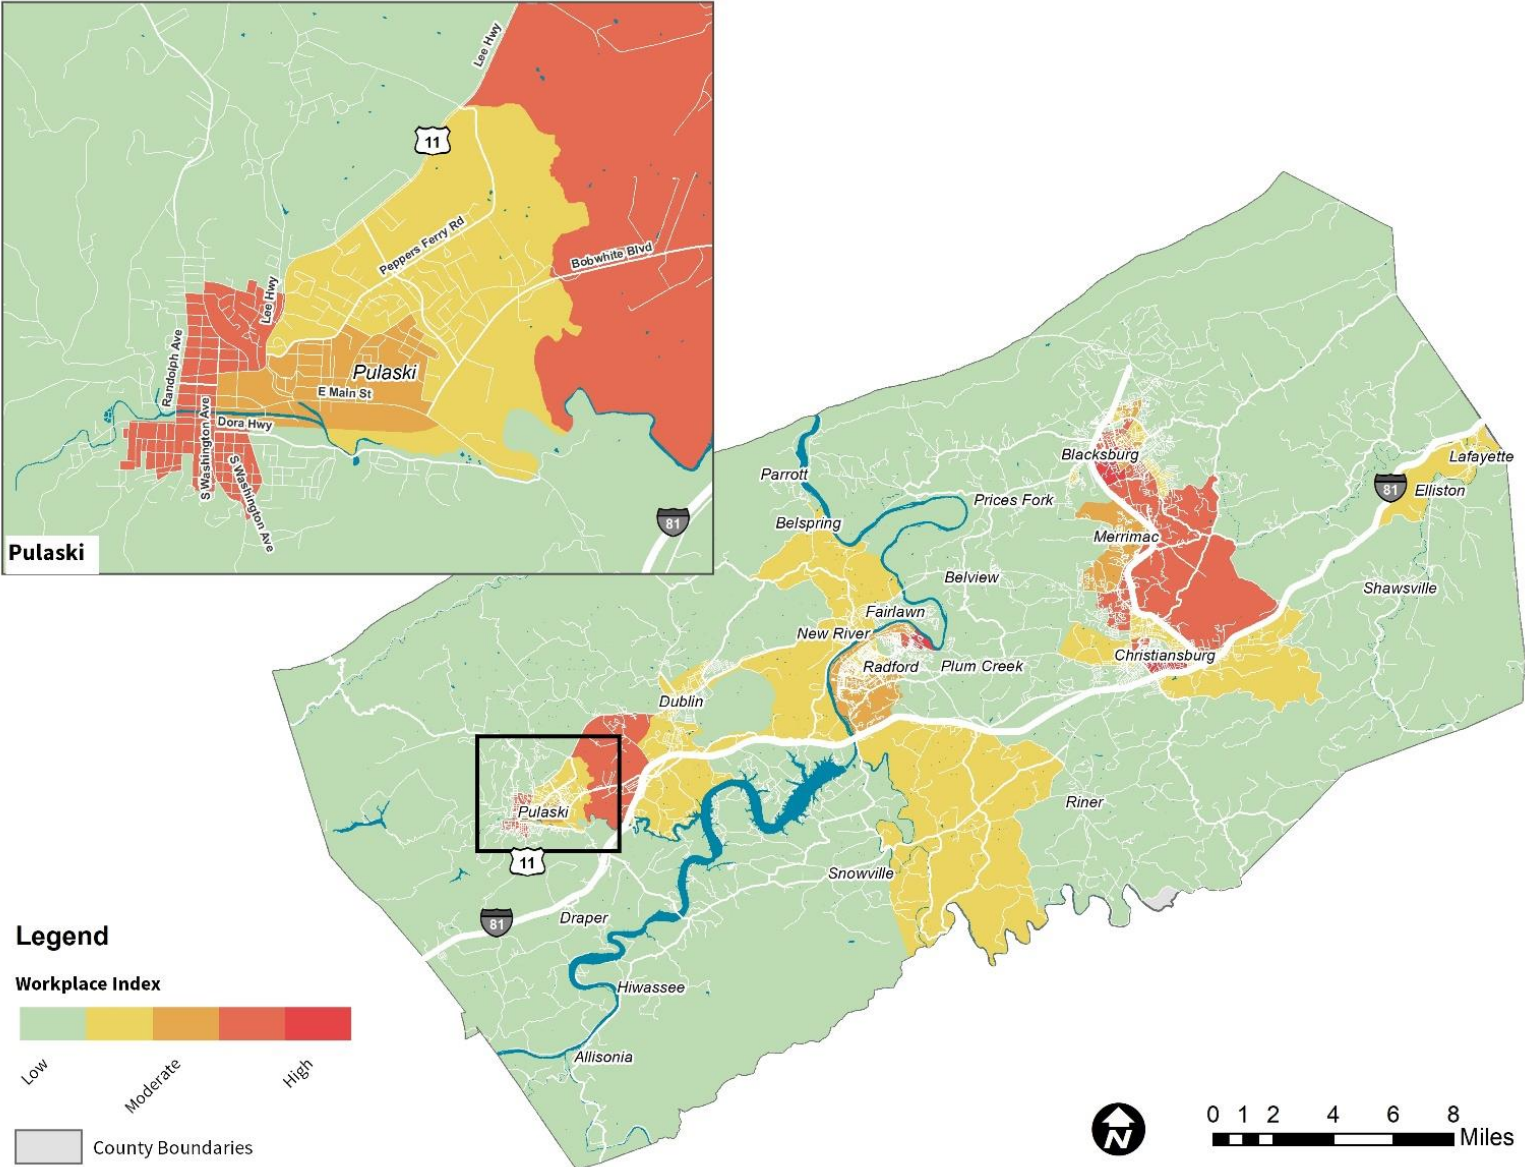 Lee Hwy
11
Peppers Ferry Rd
Bobwhite Blvd
Lee Hwy
Randolph Ave
Pulaski
E Main St
S Washington Ave
Dora Hwy
S Washington Ave
81
Pulaski
Blacksburg
Lafayette
81
Elliston
Parrott
Prices Fork
Belspring
Merrimac
Belview
Shawsville
Fairlawn
New River
Christiansburg
Radford
Plum Creek
Dublin
Pulaski
Riner
11
Snowville
81
Draper
Hiwassee
Allisonia
Legend
Workplace Index
Low
Moderate
High
County Boundaries
N
0 1 2 4 6 8
Miles